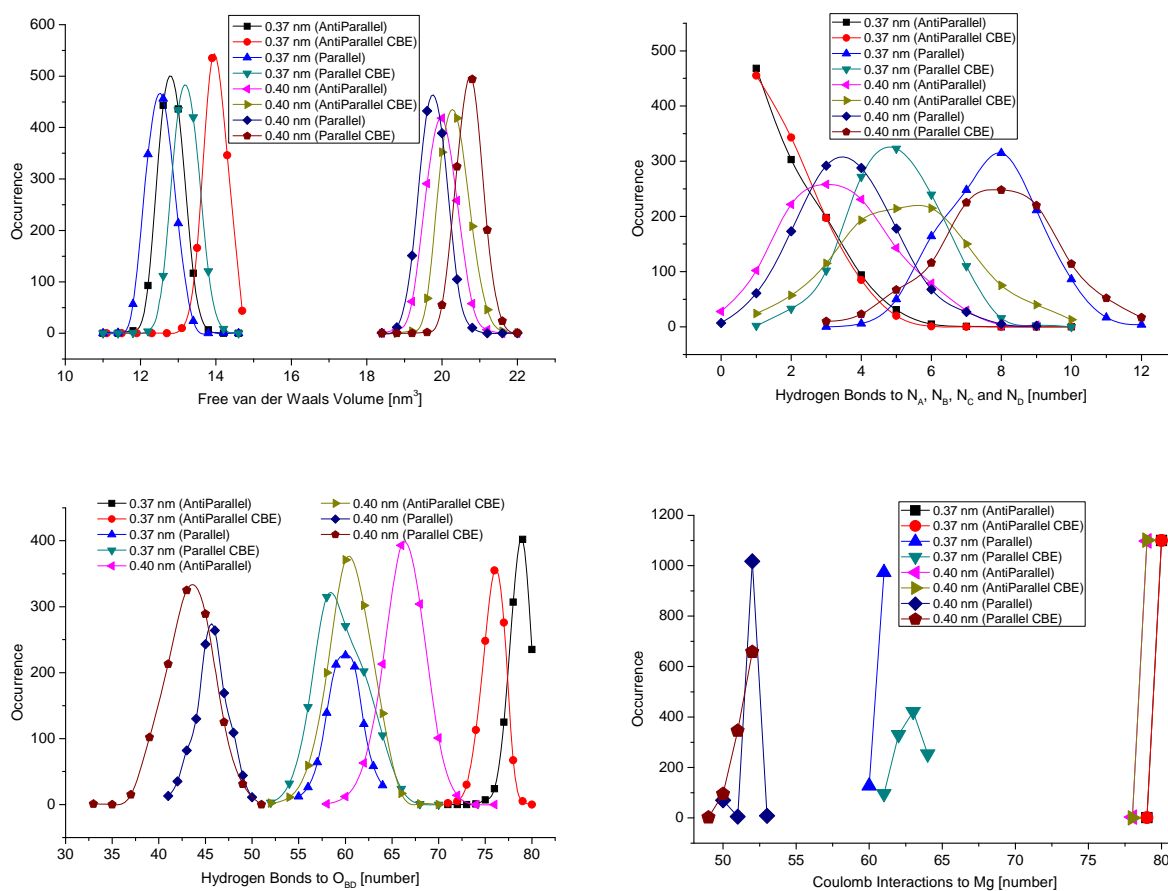 600
500
400
300
200
100
0
Occurrence
10 12 14 16 18 20 22
Free van der Waals Volume [nm³]
0.37 nm (AntiParallel)
0.37 nm (AntiParallel CBE)
0.37 nm (Parallel)
0.37 nm (Parallel CBE)
0.40 nm (AntiParallel)
0.40 nm (AntiParallel CBE)
0.40 nm (Parallel)
0.40 nm (Parallel CBE)
500
400
300
200
100
0
Occurrence
0 2 4 6 8 10 12
Hydrogen Bonds to N_A, N_B, N_C and N_D [number]
0.37 nm (AntiParallel)
0.37 nm (AntiParallel CBE)
0.37 nm (Parallel)
0.37 nm (Parallel CBE)
0.40 nm (AntiParallel)
0.40 nm (AntiParallel CBE)
0.40 nm (Parallel)
0.40 nm (Parallel CBE)
400
300
200
100
0
Occurrence
30 35 40 45 50 55 60 65 70 75 80
Hydrogen Bonds to O_BD [number]
0.37 nm (AntiParallel)
0.37 nm (AntiParallel CBE)
0.37 nm (Parallel)
0.37 nm (Parallel CBE)
0.40 nm (AntiParallel)
0.40 nm (AntiParallel CBE)
0.40 nm (Parallel)
0.40 nm (Parallel CBE)
1200
1000
800
600
400
200
0
Occurrence
50 55 60 65 70 75 80
Coulomb Interactions to Mg [number]
0.37 nm (AntiParallel)
0.37 nm (AntiParallel CBE)
0.37 nm (Parallel)
0.37 nm (Parallel CBE)
0.40 nm (AntiParallel)
0.40 nm (AntiParallel CBE)
0.40 nm (Parallel)
0.40 nm (Parallel CBE)